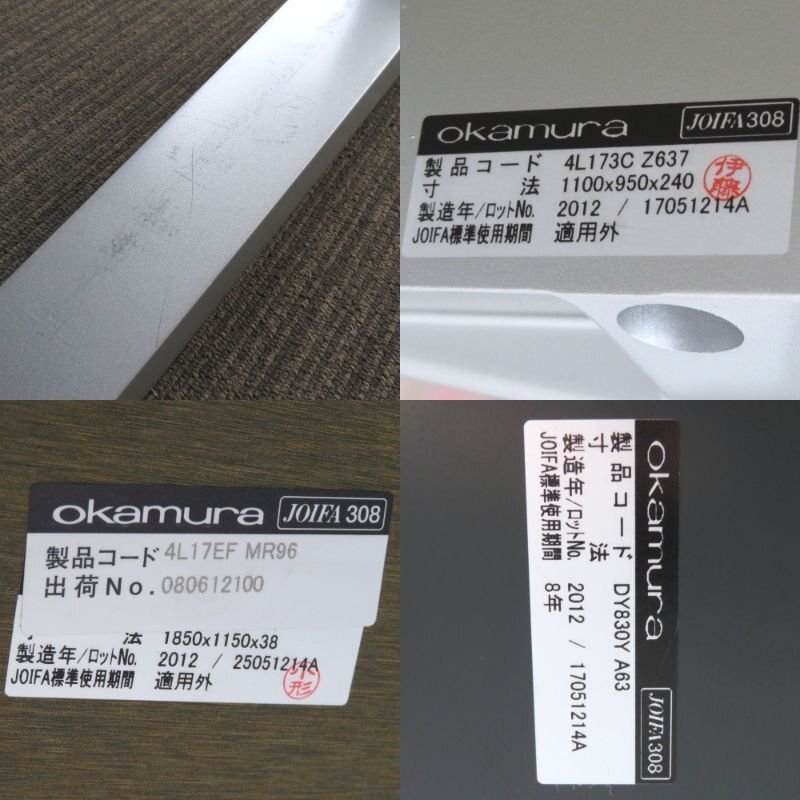 okamura JOIFA308
製品コード 4L173C Z637
寸 法 1100x950x240
伊藤
製造年/ロットNo. 2012 / 17051214A
JOIFA標準使用期間 適用外
okamura JOIFA308
製品コード 4L17EF MR96
出荷No. 080612100
寸 法 1850x1150x38
製造年/ロットNo. 2012 / 25051214A
JOIFA標準使用期間 適用外
okamura JOIFA308
製品コード DY830Y A63
寸 法
製造年/ロットNo. 2012 / 17051214A
JOIFA標準使用期間 8年